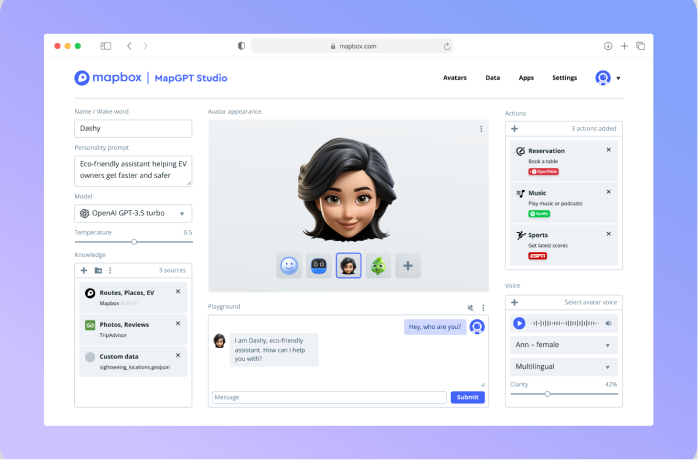 mapbox.com
mapbox | MapGPT Studio
Avatars Data Apps Settings
Name / Wake word
Dashy
Personality prompt
Eco-friendly assistant helping EV
owners get faster and safer
Model
OpenAI GPT-3.5 turbo
Temperature 0.5
Knowledge
3 sources
Routes, Places, EV
Mapbox
Photos, Reviews
TripAdvisor
Custom data
sightseeing_locations.geojson
Avatar appearance
Playground
Hey, who are you?
I am Dashy, eco-friendly
assistant. How can I help
you with?
Message
Submit
Actions
3 actions added
Reservation
Book a table
OpenTable
Music
Play music or podcasts
Spotify
Sports
Get latest scores
ESPN
Voice
Select avatar voice
Ann – female
Multilingual
Clarity 42%